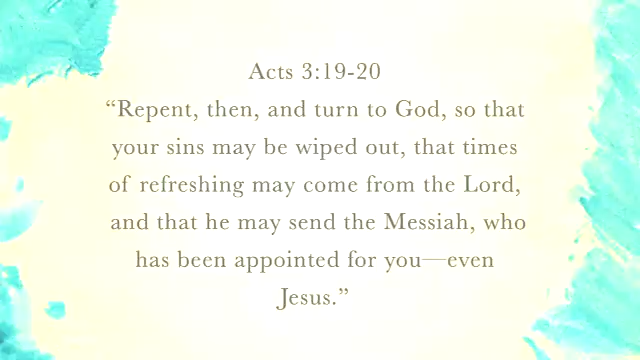 Acts 3:19-20
“Repent, then, and turn to God, so that
your sins may be wiped out, that times
of refreshing may come from the Lord,
and that he may send the Messiah, who
has been appointed for you—even
Jesus.”